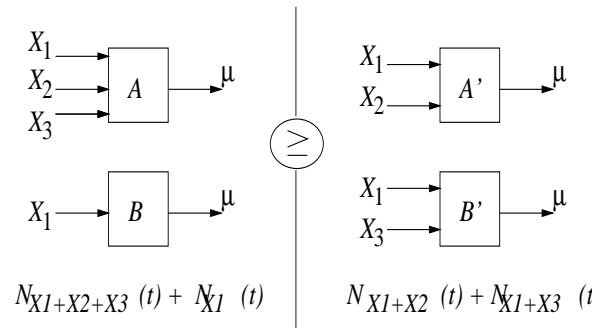 X1 X2 X3 A μ
X1 X2 A' μ
≥
X1 B μ
X1 X3 B' μ
NX1+X2+X3 (t) + NX1 (t)
NX1+X2 (t) + NX1+X3 (t